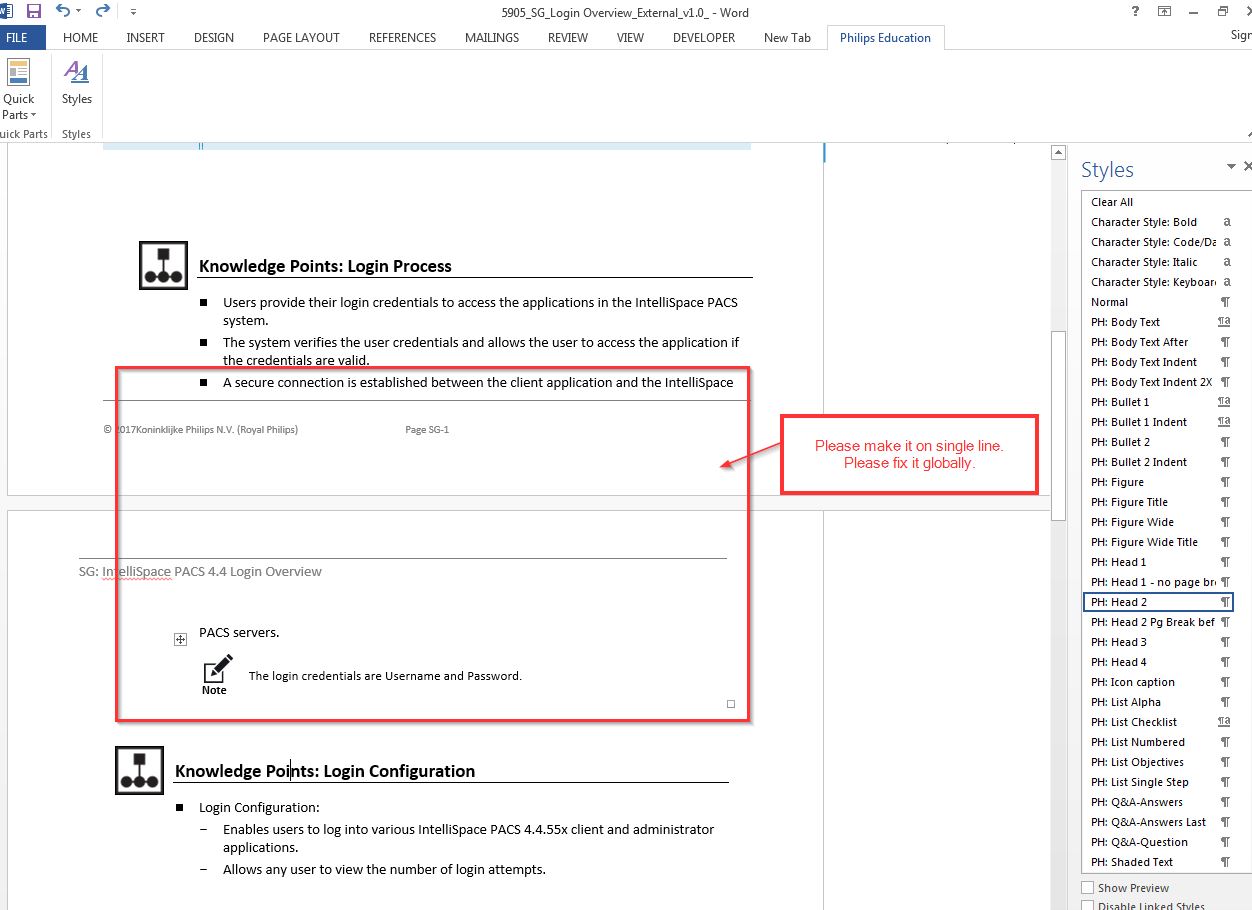 5905_SG_Login Overview_External_v1.0_ - Word
?
FILE HOME INSERT DESIGN PAGE LAYOUT REFERENCES MAILINGS REVIEW VIEW DEVELOPER New Tab Philips Education
Sign
Quick Parts
Styles
uick Parts
Styles
Knowledge Points: Login Process
■ Users provide their login credentials to access the applications in the IntelliSpace PACS
system.
■ The system verifies the user credentials and allows the user to access the application if
the credentials are valid.
■ A secure connection is established between the client application and the IntelliSpace
© 2017Koninklijke Philips N.V. (Royal Philips) Page SG-1
Please make it on single line.
Please fix it globally.
SG: IntelliSpace PACS 4.4 Login Overview
PACS servers.
Note
The login credentials are Username and Password.
Knowledge Points: Login Configuration
■ Login Configuration:
– Enables users to log into various IntelliSpace PACS 4.4.55x client and administrator
applications.
– Allows any user to view the number of login attempts.
Styles
Clear All
Character Style: Bold a
Character Style: Code/Da a
Character Style: Italic a
Character Style: Keyboar a
Normal ¶
PH: Body Text ¶a
PH: Body Text After ¶
PH: Body Text Indent ¶
PH: Body Text Indent 2X ¶
PH: Bullet 1 ¶a
PH: Bullet 1 Indent ¶a
PH: Bullet 2 ¶
PH: Bullet 2 Indent ¶
PH: Figure ¶
PH: Figure Title ¶
PH: Figure Wide ¶
PH: Figure Wide Title ¶
PH: Head 1 ¶
PH: Head 1 - no page bre ¶
PH: Head 2 ¶
PH: Head 2 Pg Break bef ¶
PH: Head 3 ¶
PH: Head 4 ¶
PH: Icon caption ¶
PH: List Alpha ¶
PH: List Checklist ¶a
PH: List Numbered ¶
PH: List Objectives ¶
PH: List Single Step ¶
PH: Q&A-Answers ¶
PH: Q&A-Answers Last ¶
PH: Q&A-Question ¶
PH: Shaded Text ¶
Show Preview
Disable Linked Styles